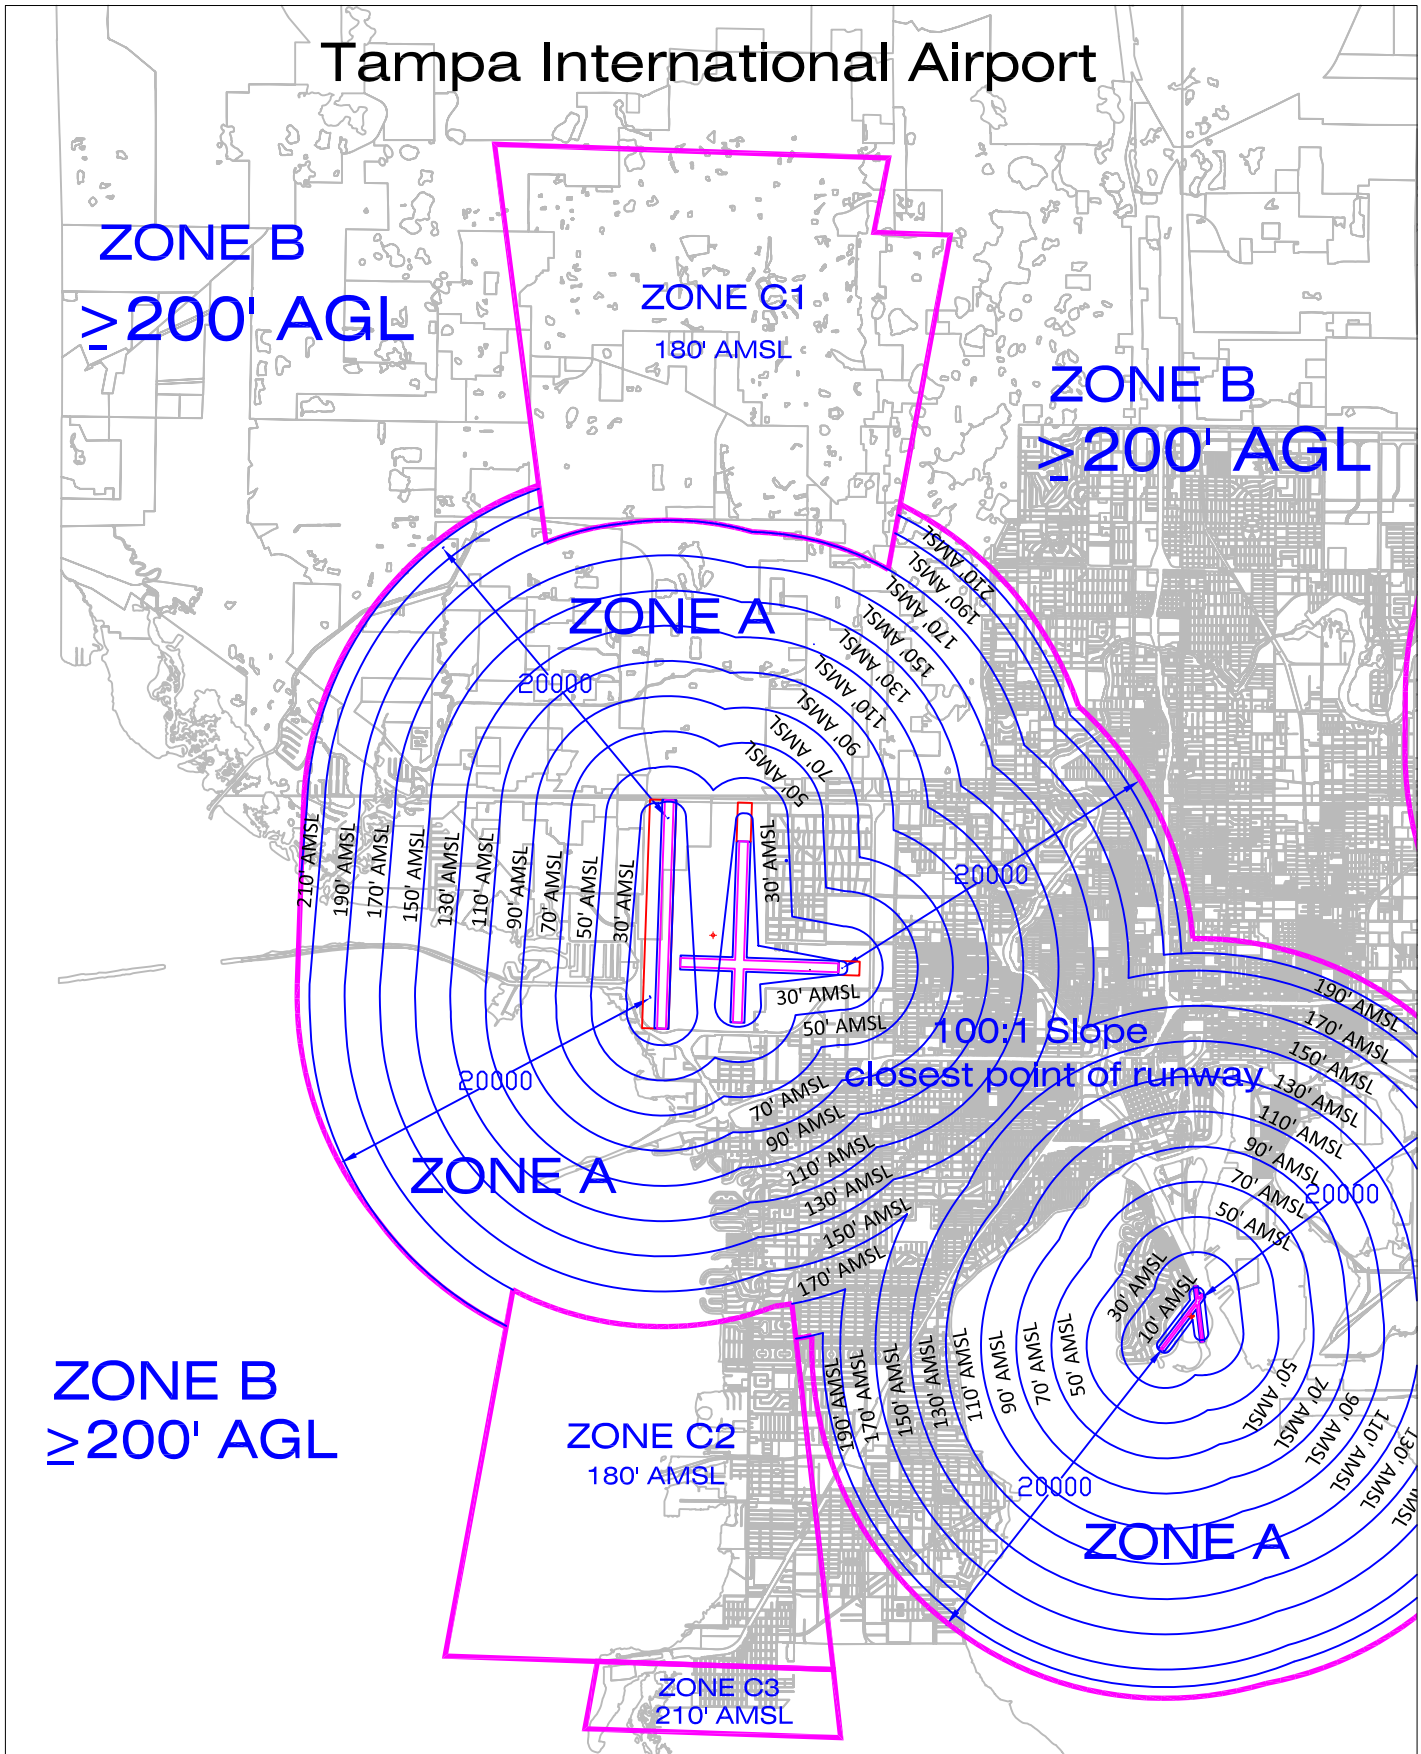 Tampa International Airport
ZONE B
≥200' AGL
ZONE C1
180' AMSL
ZONE B
≥200' AGL
210' AMSL
190' AMSL
170' AMSL
150' AMSL
130' AMSL
110' AMSL
90' AMSL
70' AMSL
50' AMSL
ZONE A
20000
30' AMSL
210' AMSL
190' AMSL
170' AMSL
150' AMSL
130' AMSL
110' AMSL
90' AMSL
70' AMSL
50' AMSL
30' AMSL
20000
30' AMSL
50' AMSL
100:1 Slope
closest point of runway
20000
70' AMSL
90' AMSL
110' AMSL
130' AMSL
150' AMSL
170' AMSL
ZONE A
190' AMSL
170' AMSL
150' AMSL
130' AMSL
110' AMSL
90' AMSL
70' AMSL
50' AMSL
20000
30' AMSL
10' AMSL
190' AMSL
170' AMSL
150' AMSL
130' AMSL
110' AMSL
90' AMSL
70' AMSL
50' AMSL
50' AMSL
70' AMSL
90' AMSL
110' AMSL
130' AMSL
AMSL
ZONE B
≥200' AGL
ZONE C2
180' AMSL
20000
ZONE A
ZONE C3
210' AMSL